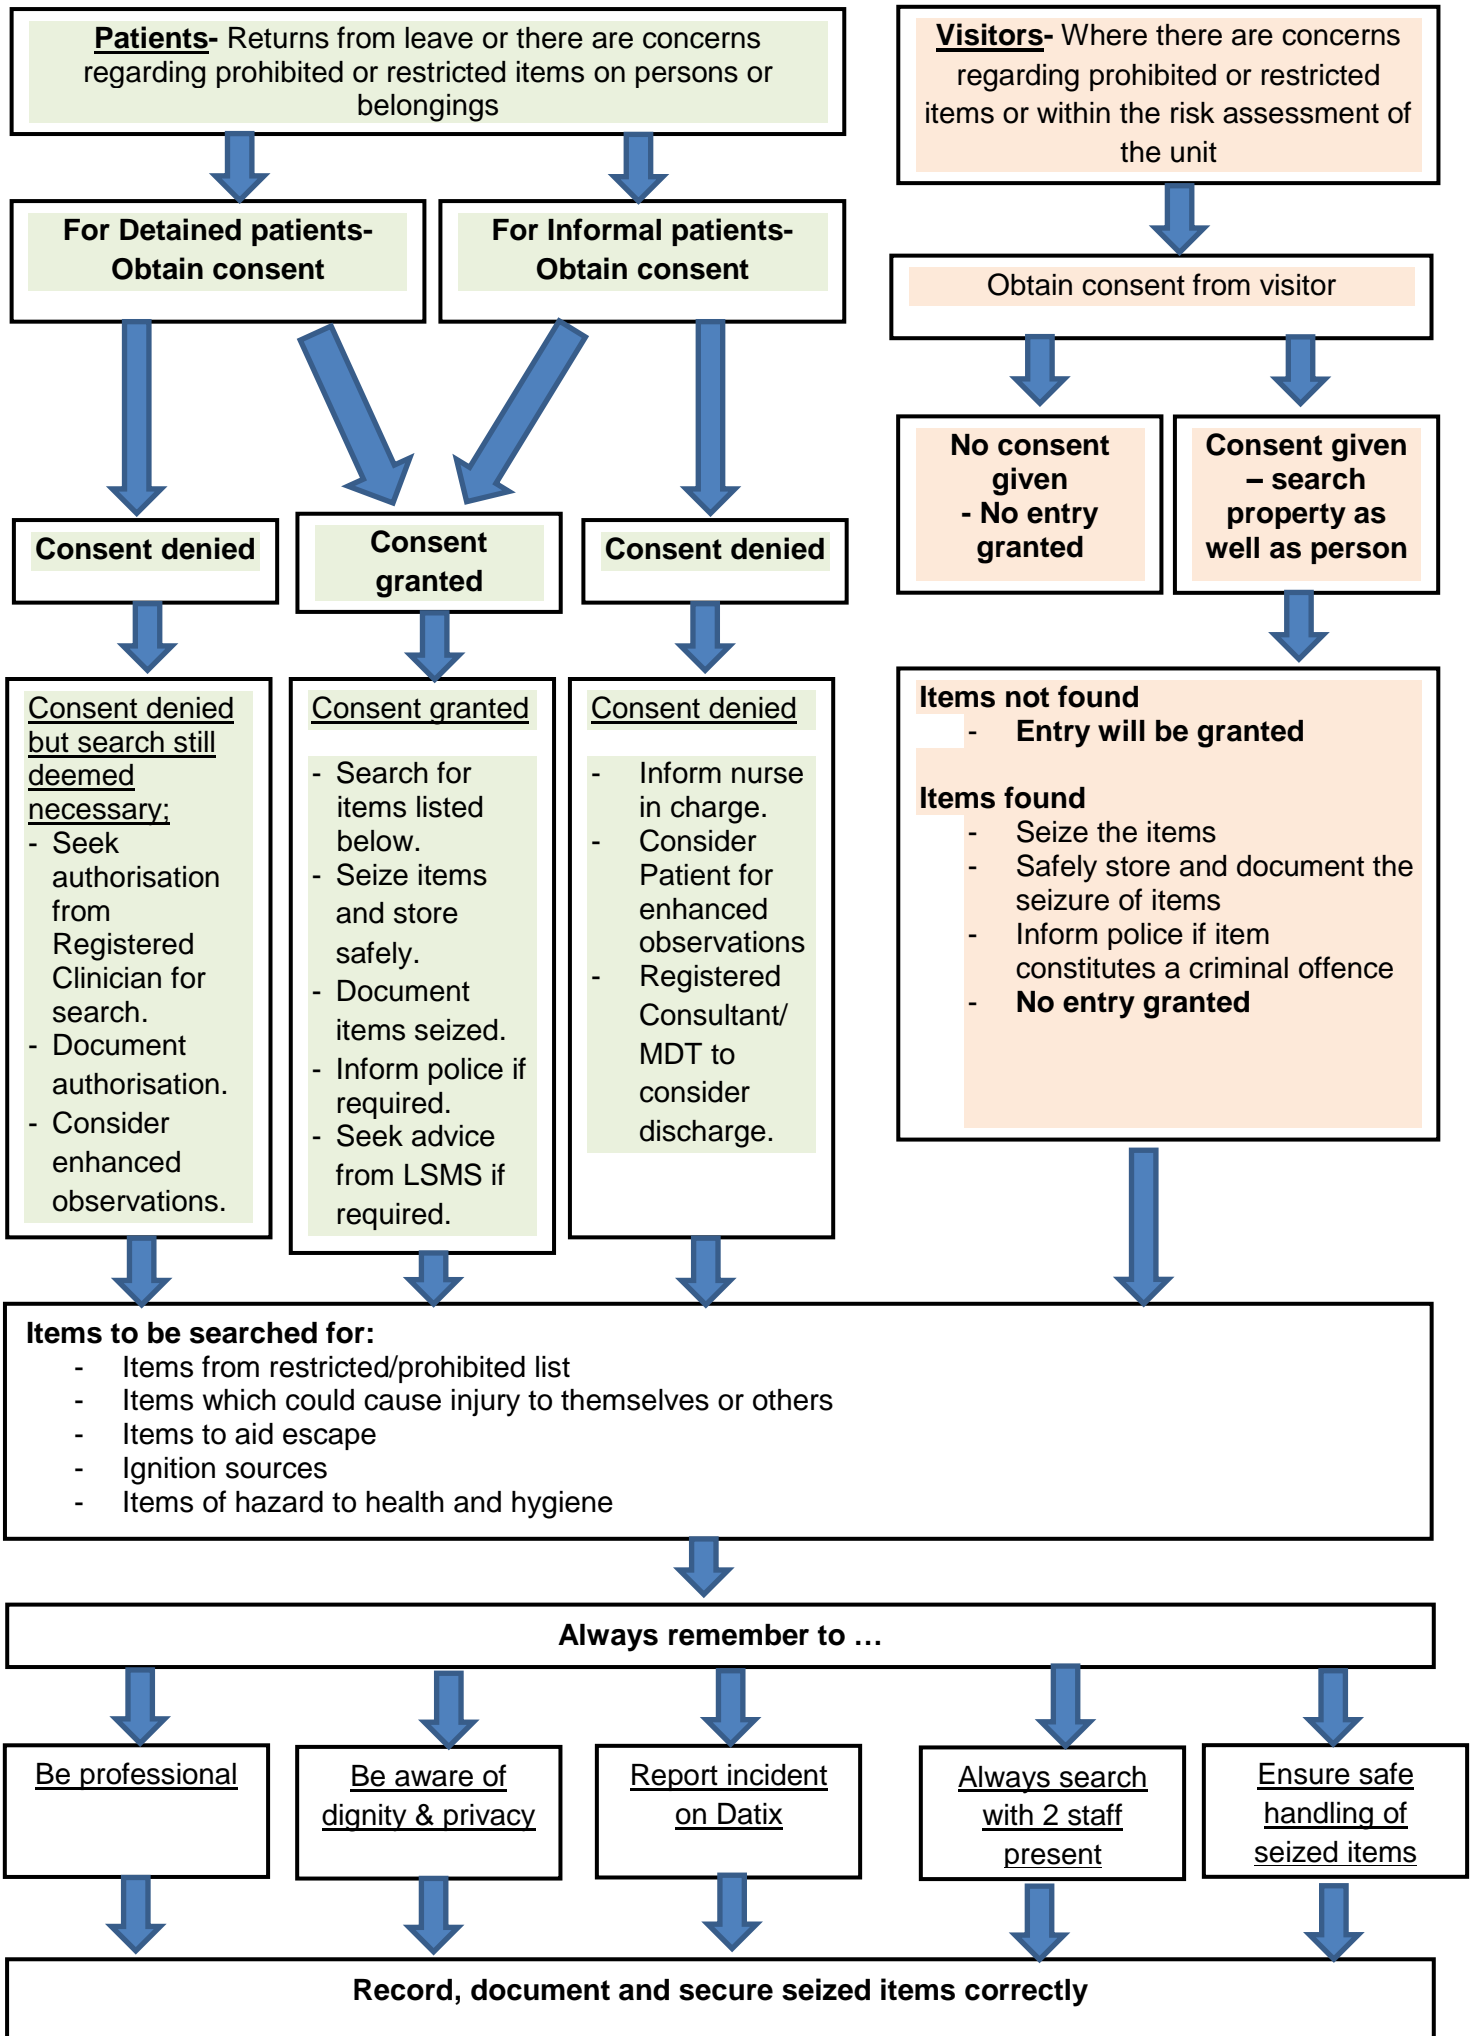 Patients- Returns from leave or there are concerns
regarding prohibited or restricted items on persons or
belongings
Visitors- Where there are concerns
regarding prohibited or restricted
items or within the risk assessment of
the unit
For Detained patients-
Obtain consent
For Informal patients-
Obtain consent
Obtain consent from visitor
No consent
given
- No entry
granted
Consent given
– search
property as
well as person
Consent denied
Consent
granted
Consent denied
Consent denied
but search still
deemed
necessary;
- Seek
authorisation
from
Registered
Clinician for
search.
- Document
authorisation.
- Consider
enhanced
observations.
Consent granted
- Search for
items listed
below.
- Seize items
and store
safely.
- Document
items seized.
- Inform police if
required.
- Seek advice
from LSMS if
required.
Consent denied
- Inform nurse
in charge.
- Consider
Patient for
enhanced
observations
- Registered
Consultant/
MDT to
consider
discharge.
Items not found
- Entry will be granted
Items found
- Seize the items
- Safely store and document the
seizure of items
- Inform police if item
constitutes a criminal offence
- No entry granted
Items to be searched for:
- Items from restricted/prohibited list
- Items which could cause injury to themselves or others
- Items to aid escape
- Ignition sources
- Items of hazard to health and hygiene
Always remember to …
Be professional
Be aware of
dignity & privacy
Report incident
on Datix
Always search
with 2 staff
present
Ensure safe
handling of
seized items
Record, document and secure seized items correctly